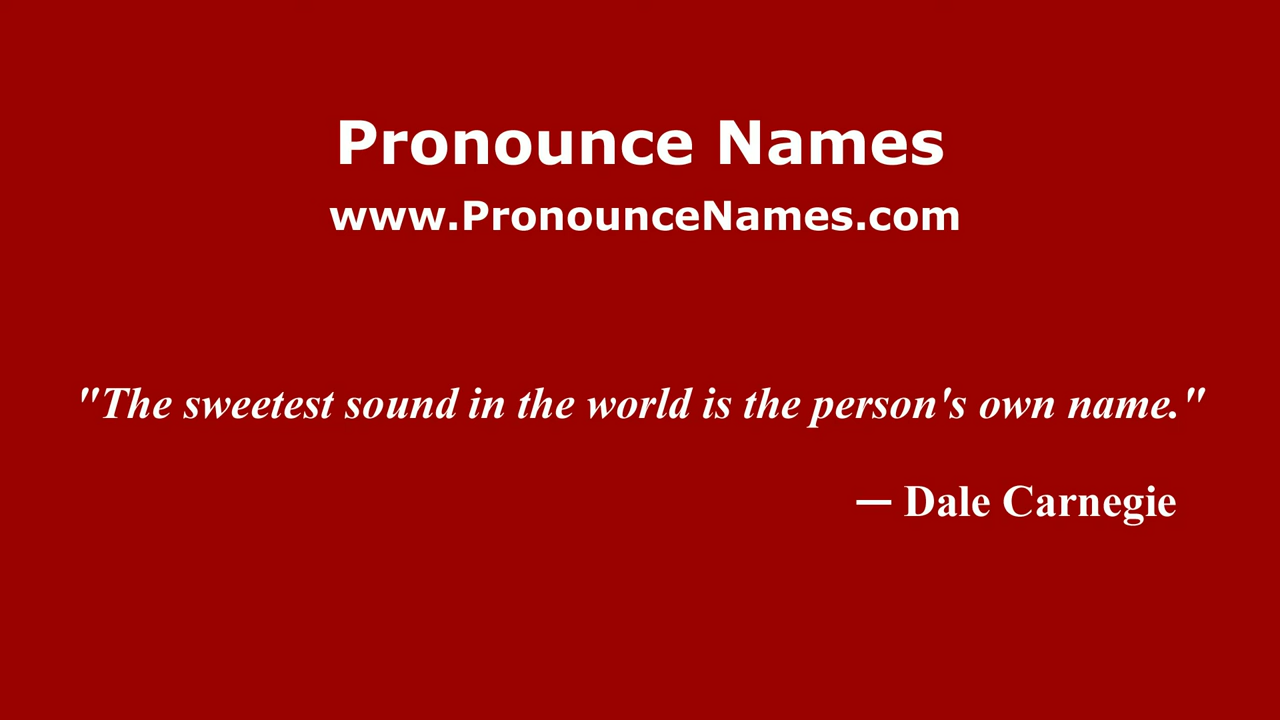 Pronounce Names
www.PronounceNames.com
"The sweetest sound in the world is the person's own name."
— Dale Carnegie